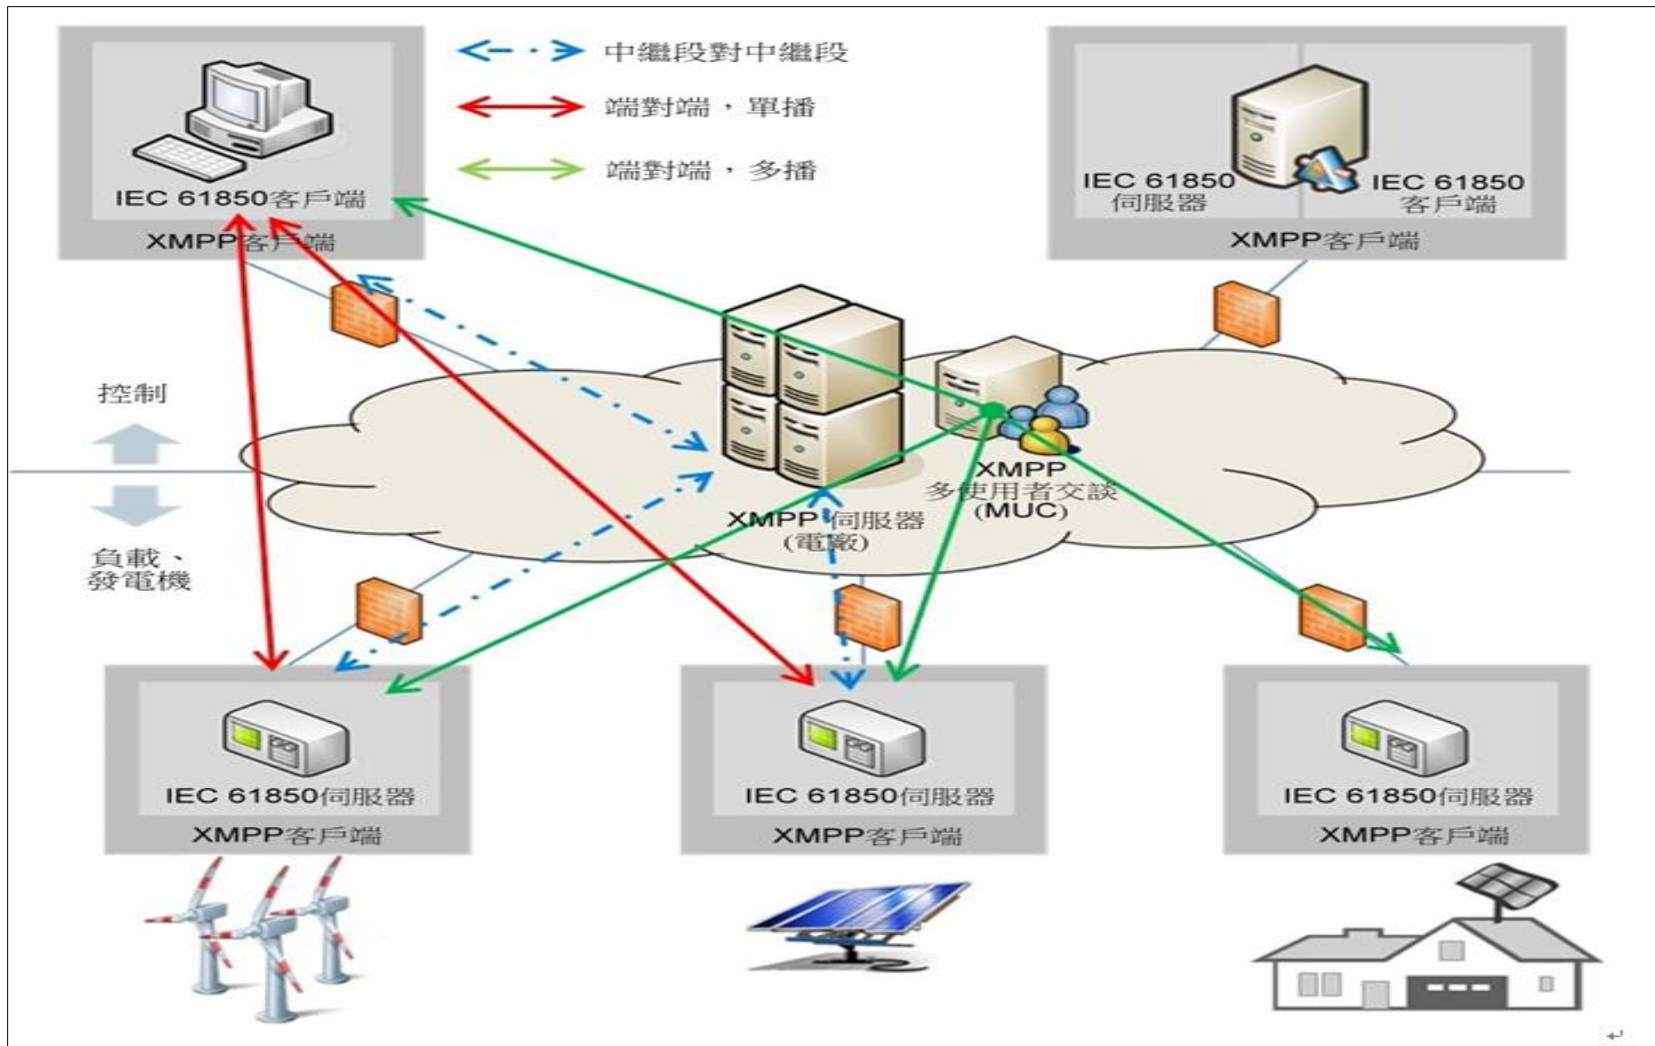 中繼段對中繼段
端對端，單播
端對端，多播
IEC 61850客戶端
XMPP客戶端
IEC 61850
伺服器
IEC 61850
客戶端
XMPP客戶端
控制
負載、
發電機
XMPP 伺服器
(電廠)
XMPP
多使用者交談
(MUC)
IEC 61850伺服器
XMPP客戶端
IEC 61850伺服器
XMPP客戶端
IEC 61850伺服器
XMPP客戶端